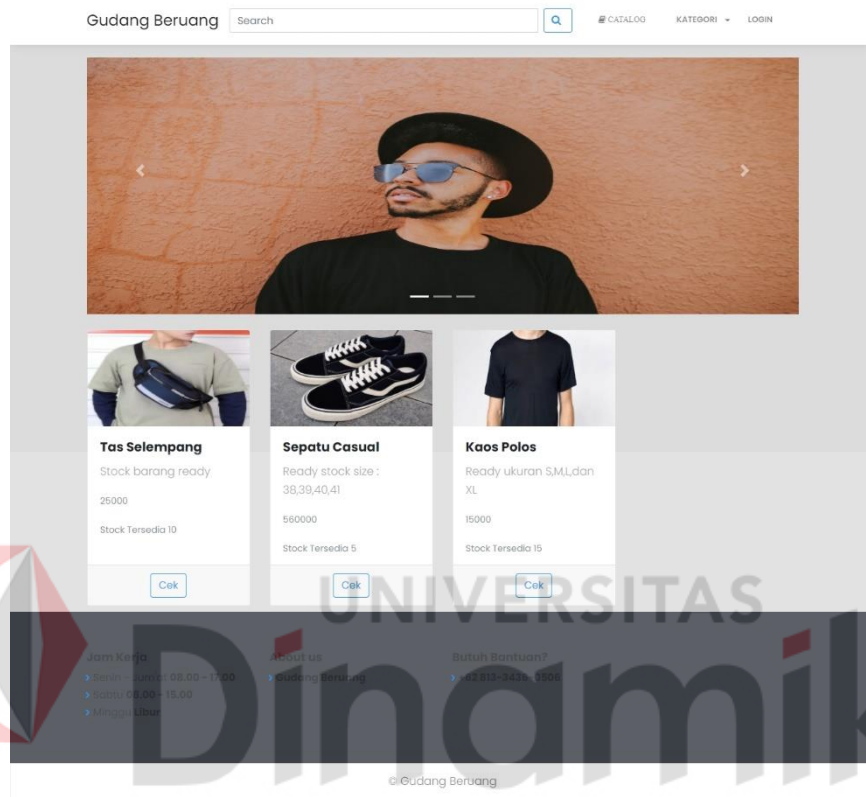 Gudang Beruang Search CATALOG KATEGORI LOGIN
Tas Selempang
Stock barang ready
25000
Stock Tersedia 10
Cek
Sepatu Casual
Ready stock size :
38,39,40,41
560000
Stock Tersedia 5
Cek
Kaos Polos
Ready ukuran S,M,L,dan
XL
15000
Stock Tersedia 15
Cek
UNIVERSITAS
Dinamik
Jam Kerja
08.00 - 17.00
Sabtu 08.00 - 15.00
Minggu Libur
About us
Gudang Beruang
Butuh Bantuan?
© Gudang Beruang